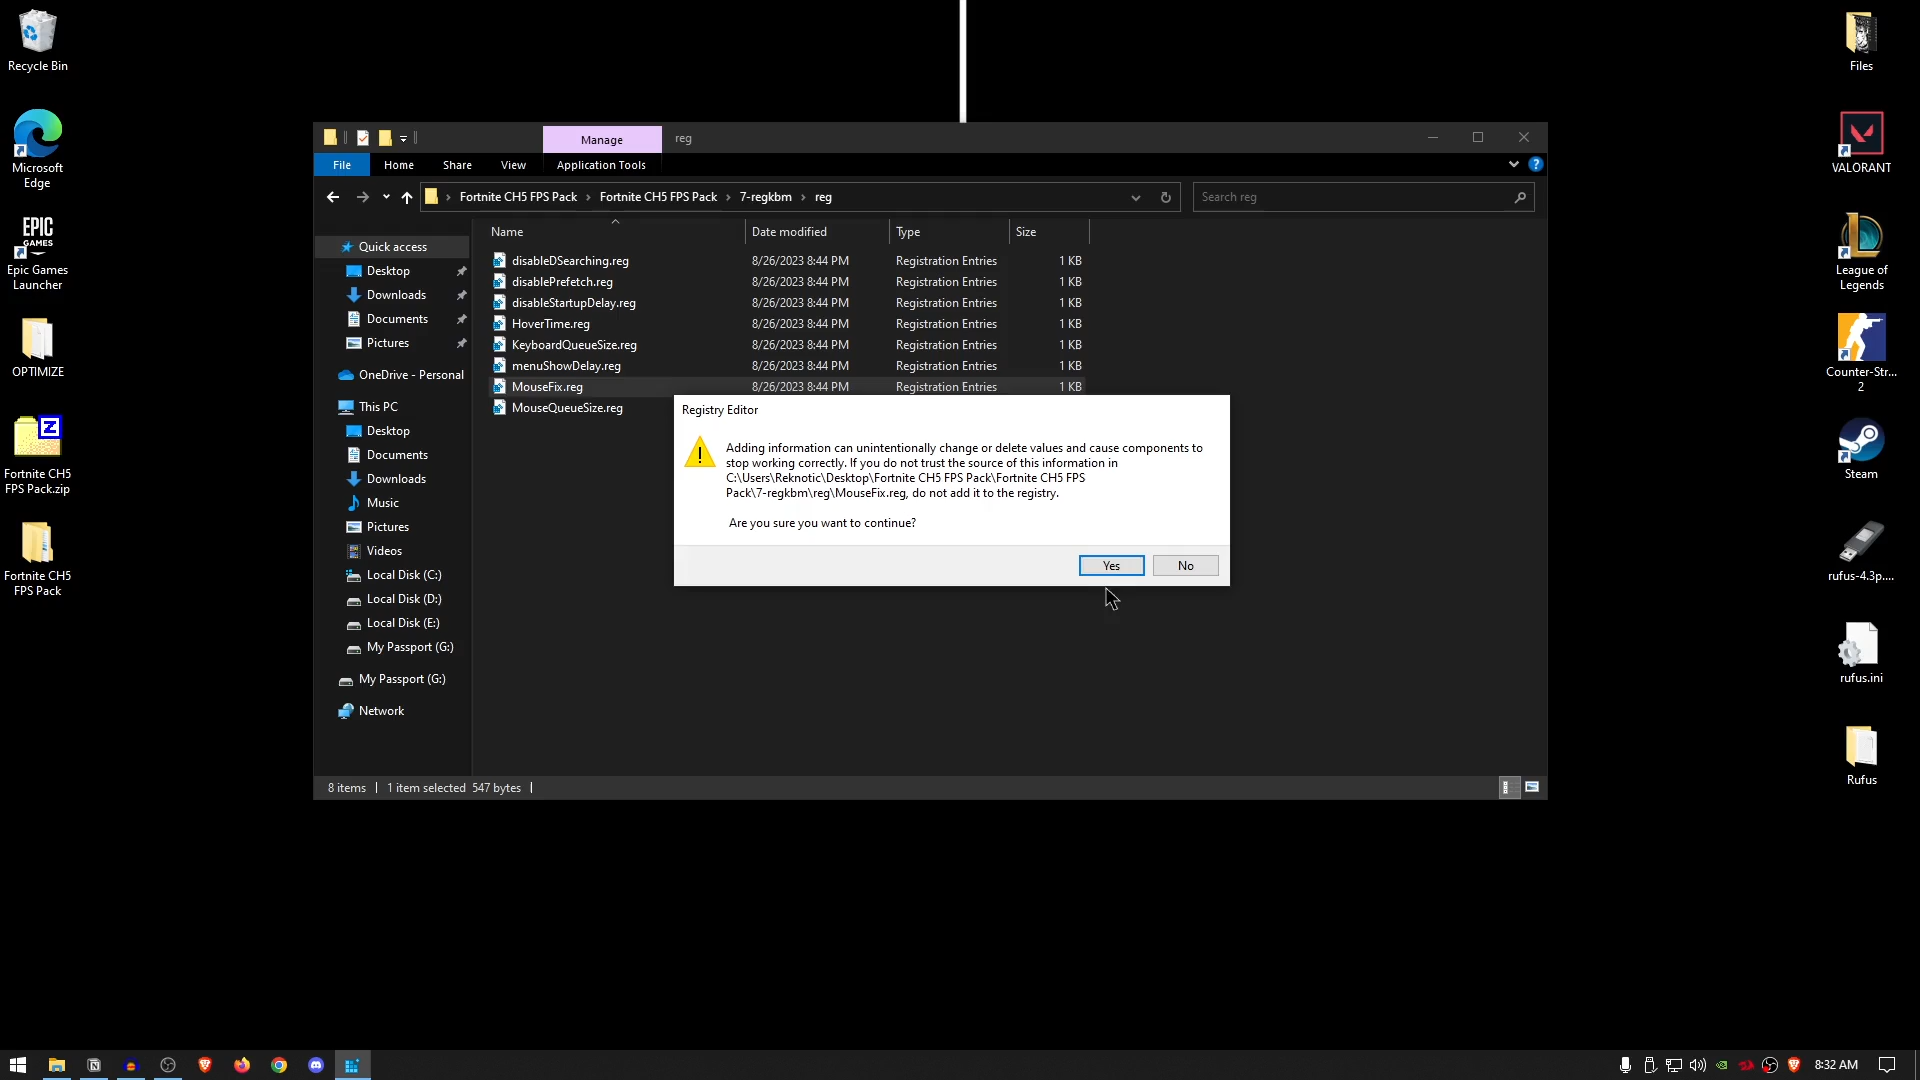 Recycle Bin
Microsoft
Edge
EPIC
GAMES
Epic Games
Launcher
OPTIMIZE
Z
Fortnite CH5
FPS Pack.zip
Fortnite CH5
FPS Pack
Manage
reg
File
Home
Share
View
Application Tools
?
Fortnite CH5 FPS Pack
Fortnite CH5 FPS Pack
7-regkbm
reg
Search reg
Quick access
Desktop
Downloads
Documents
Pictures
OneDrive - Personal
This PC
Desktop
Documents
Downloads
Music
Pictures
Videos
Local Disk (C:)
Local Disk (D:)
Local Disk (E:)
My Passport (G:)
My Passport (G:)
Network
Name Date modified Type Size
disableDSearching.reg 8/26/2023 8:44 PM Registration Entries 1 KB
disablePrefetch.reg 8/26/2023 8:44 PM Registration Entries 1 KB
disableStartupDelay.reg 8/26/2023 8:44 PM Registration Entries 1 KB
HoverTime.reg 8/26/2023 8:44 PM Registration Entries 1 KB
KeyboardQueueSize.reg 8/26/2023 8:44 PM Registration Entries 1 KB
menuShowDelay.reg 8/26/2023 8:44 PM Registration Entries 1 KB
MouseFix.reg 8/26/2023 8:44 PM Registration Entries 1 KB
MouseQueueSize.reg
Registry Editor
Adding information can unintentionally change or delete values and cause components to
stop working correctly. If you do not trust the source of this information in
C:\Users\Reknotic\Desktop\Fortnite CH5 FPS Pack\Fortnite CH5 FPS
Pack\7-regkbm\reg\MouseFix.reg, do not add it to the registry.
Are you sure you want to continue?
Yes
No
8 items
1 item selected 547 bytes
Files
VALORANT
League of
Legends
Counter-Str...
2
Steam
rufus-4.3p....
rufus.ini
Rufus
8:32 AM